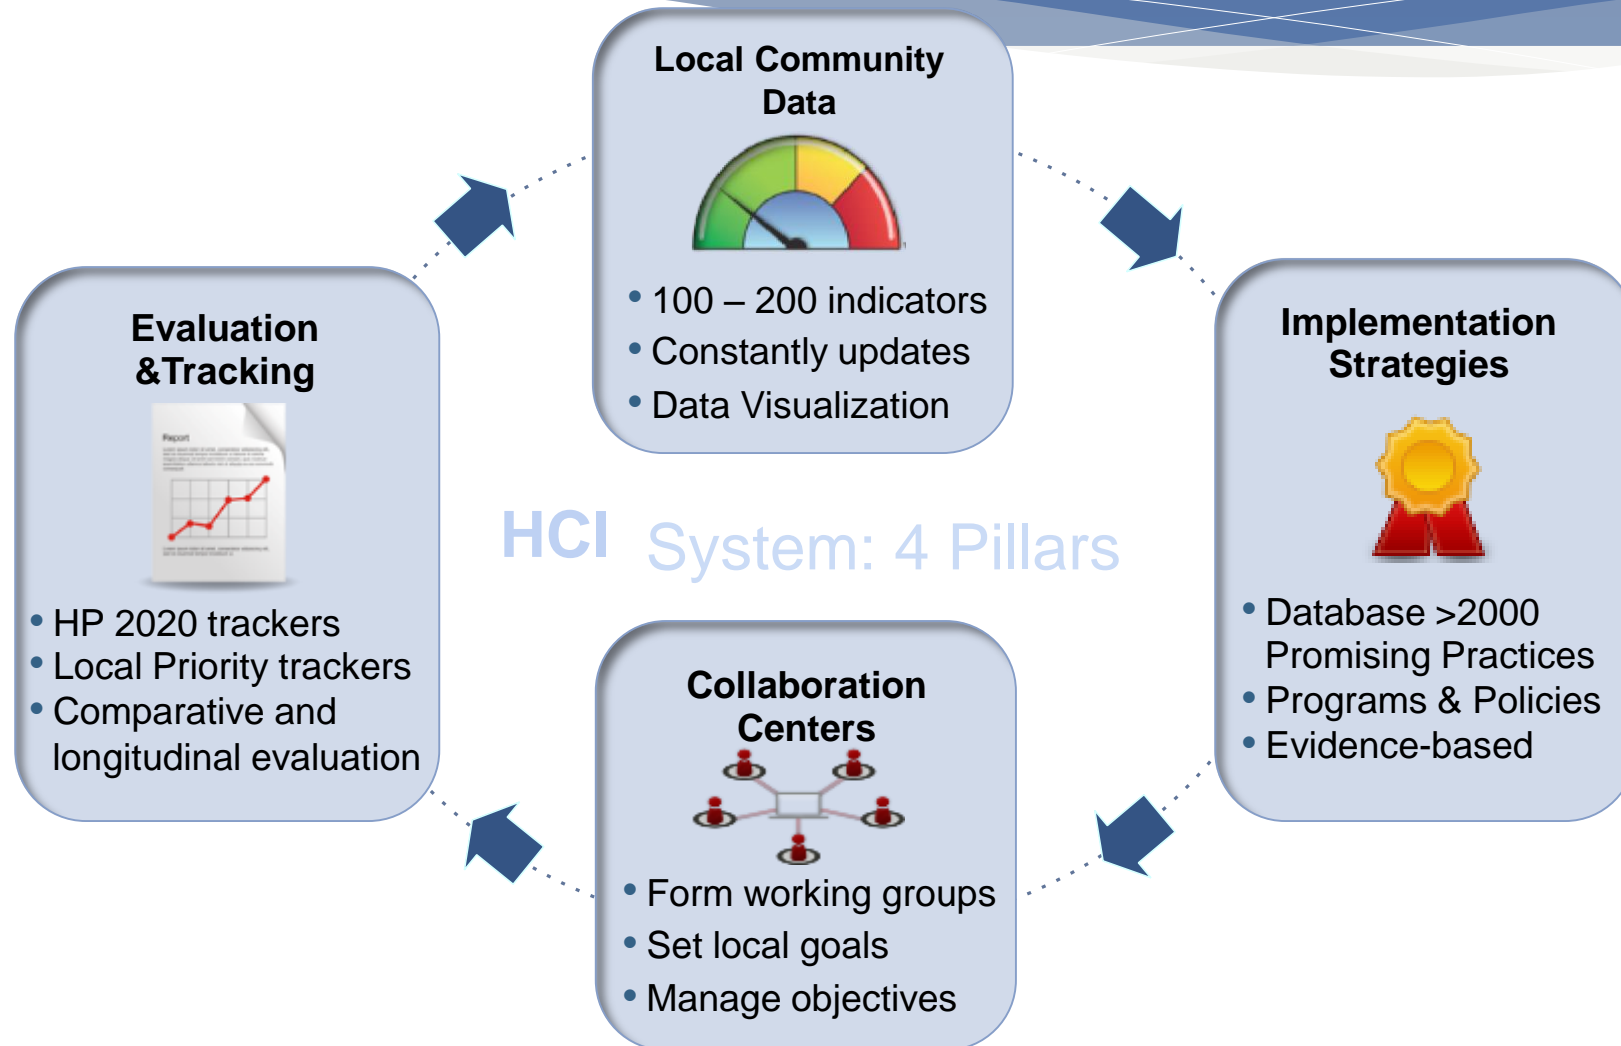 Local Community
Data
• 100 – 200 indicators
• Constantly updates
• Data Visualization
Evaluation
&Tracking
Report
• HP 2020 trackers
• Local Priority trackers
• Comparative and
longitudinal evaluation
HCI System: 4 Pillars
Implementation
Strategies
• Database >2000
Promising Practices
• Programs & Policies
• Evidence-based
Collaboration
Centers
• Form working groups
• Set local goals
• Manage objectives